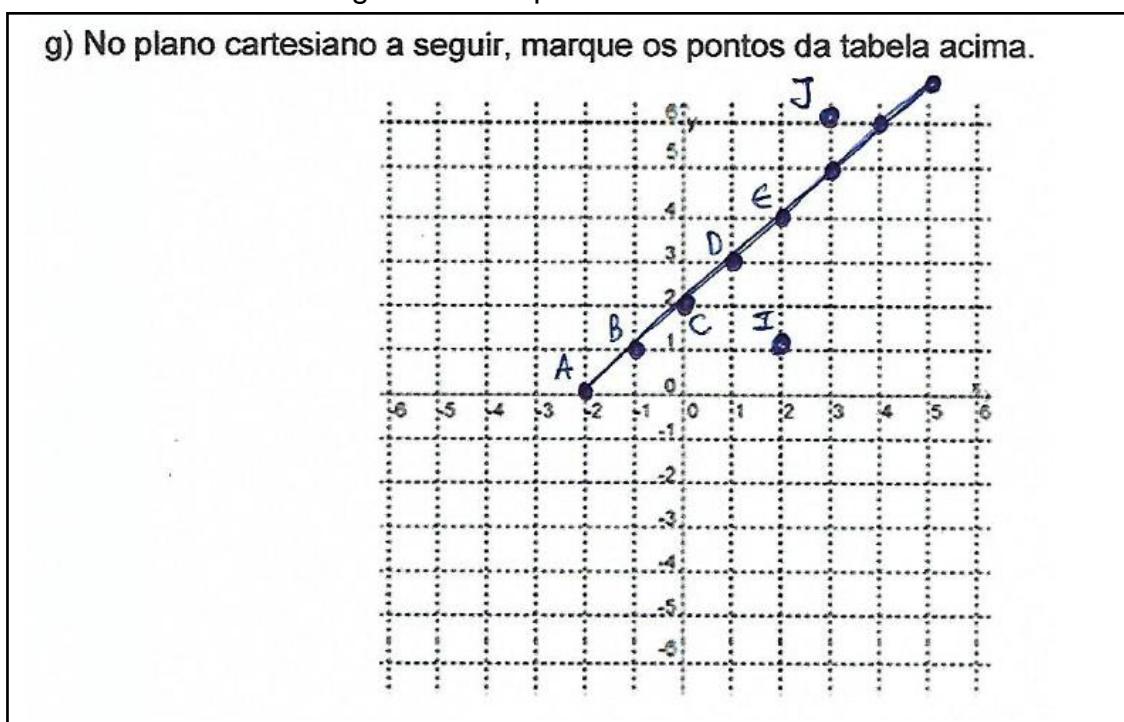 g) No plano cartesiano a seguir, marque os pontos da tabela acima.
J
6 y
5
E
4
D
3
2
B C I
1
A
0 x
-6 -5 -4 -3 -2 -1 0 1 2 3 4 5 6
-1
-2
-3
-4
-5
-6